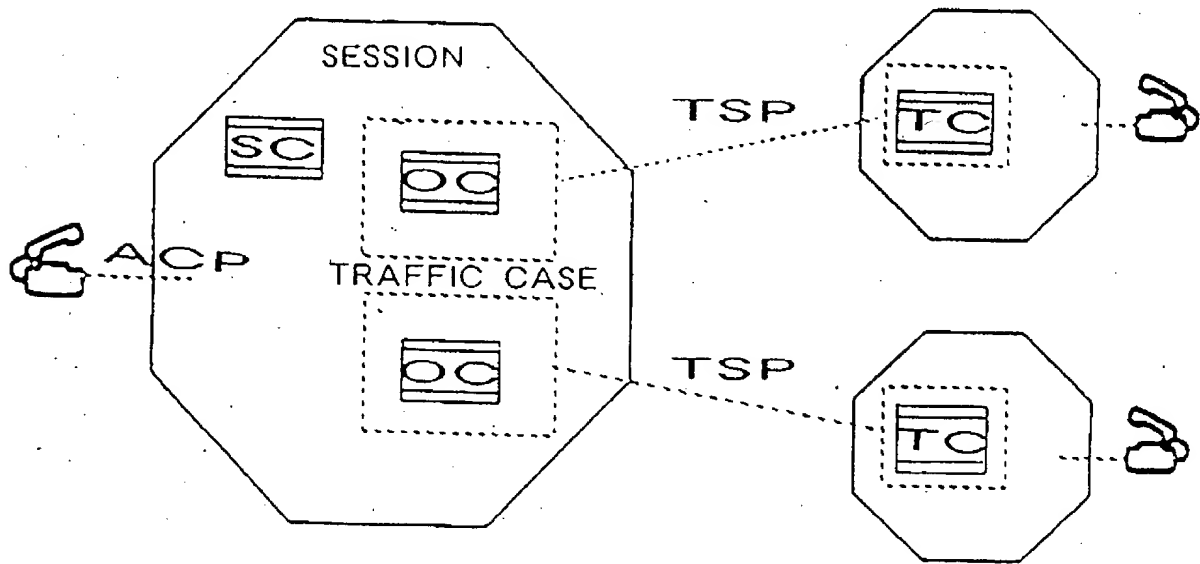 SESSION
SC
OC
TSP
TC
ACP
TRAFFIC CASE
OC
TSP
TC